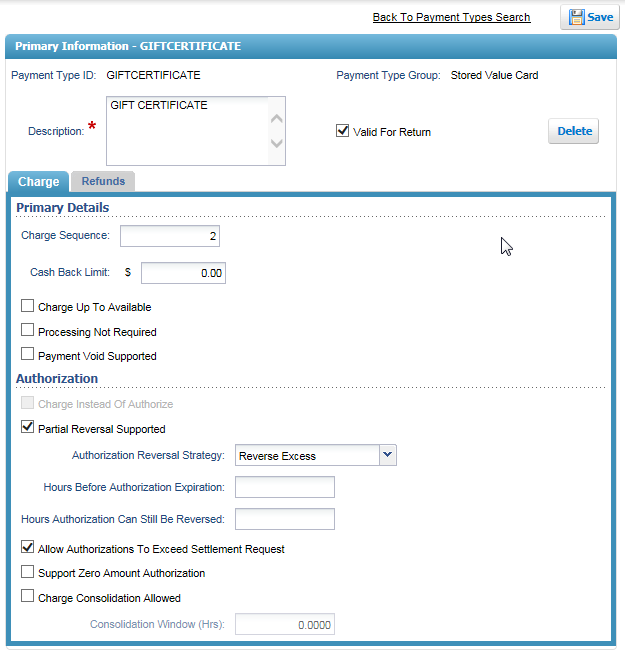 Back To Payment Types Search Save
Primary Information - GIFTCERTIFICATE
Payment Type ID: GIFTCERTIFICATE Payment Type Group: Stored Value Card
GIFT CERTIFICATE
Description: * Valid For Return Delete
Charge Refunds
Primary Details
Charge Sequence: 2
Cash Back Limit: $ 0.00
Charge Up To Available
Processing Not Required
Payment Void Supported
Authorization
Charge Instead Of Authorize
Partial Reversal Supported
Authorization Reversal Strategy: Reverse Excess
Hours Before Authorization Expiration:
Hours Authorization Can Still Be Reversed:
Allow Authorizations To Exceed Settlement Request
Support Zero Amount Authorization
Charge Consolidation Allowed
Consolidation Window (Hrs): 0.0000